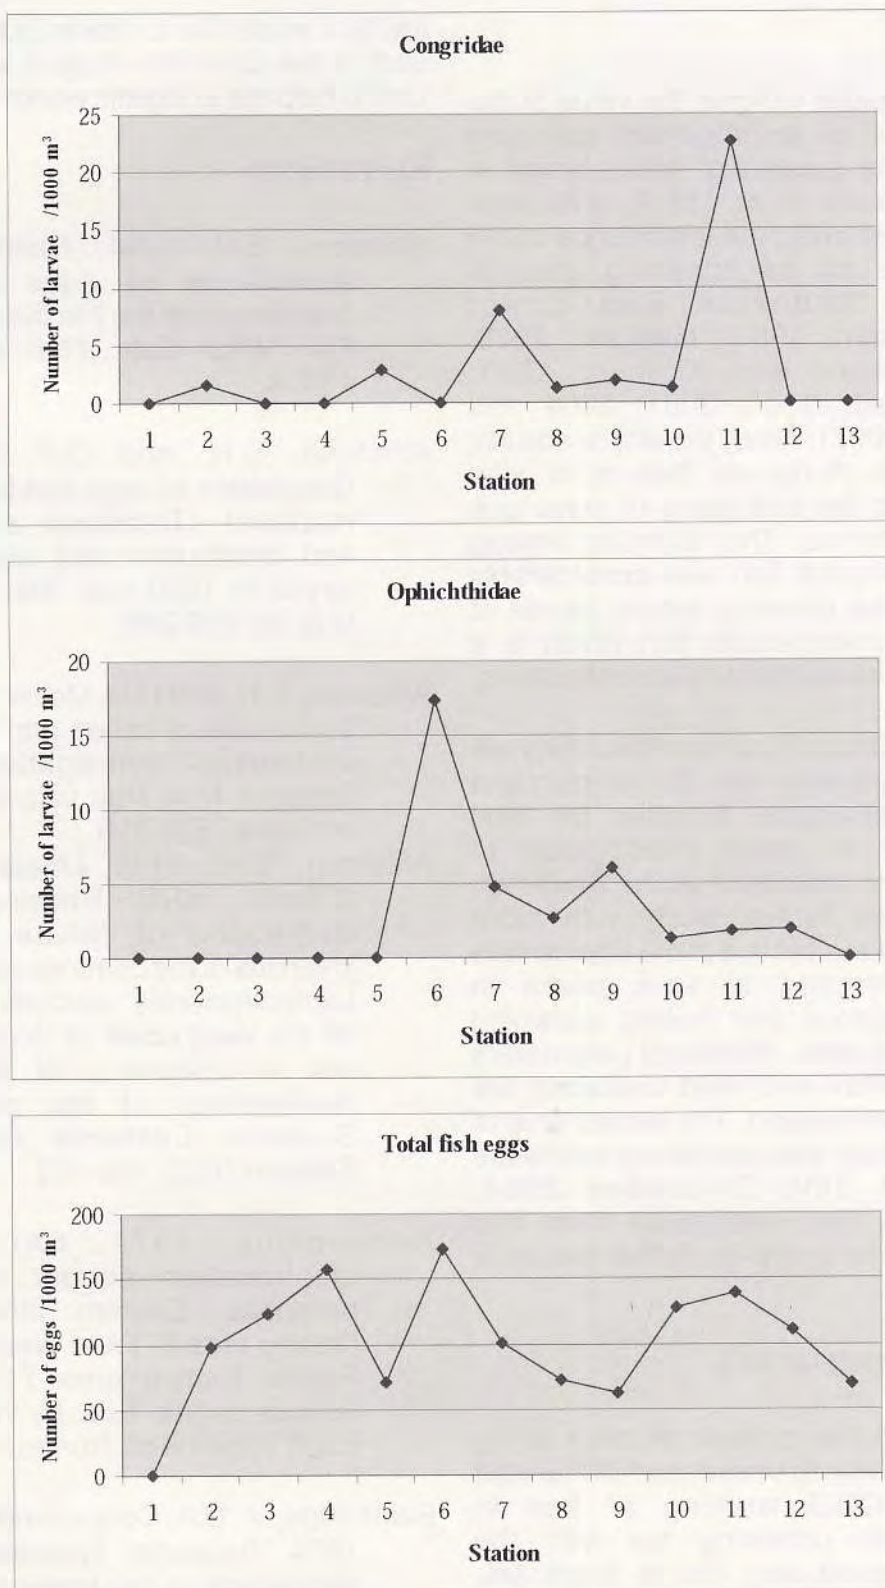 Congridae
Number of larvae /1000 m³
25
20
15
10
5
0
1 2 3 4 5 6 7 8 9 10 11 12 13
Station
Ophichthidae
Number of larvae /1000 m³
20
15
10
5
0
1 2 3 4 5 6 7 8 9 10 11 12 13
Station
Total fish eggs
Number of eggs /1000 m³
200
150
100
50
0
1 2 3 4 5 6 7 8 9 10 11 12 13
Station